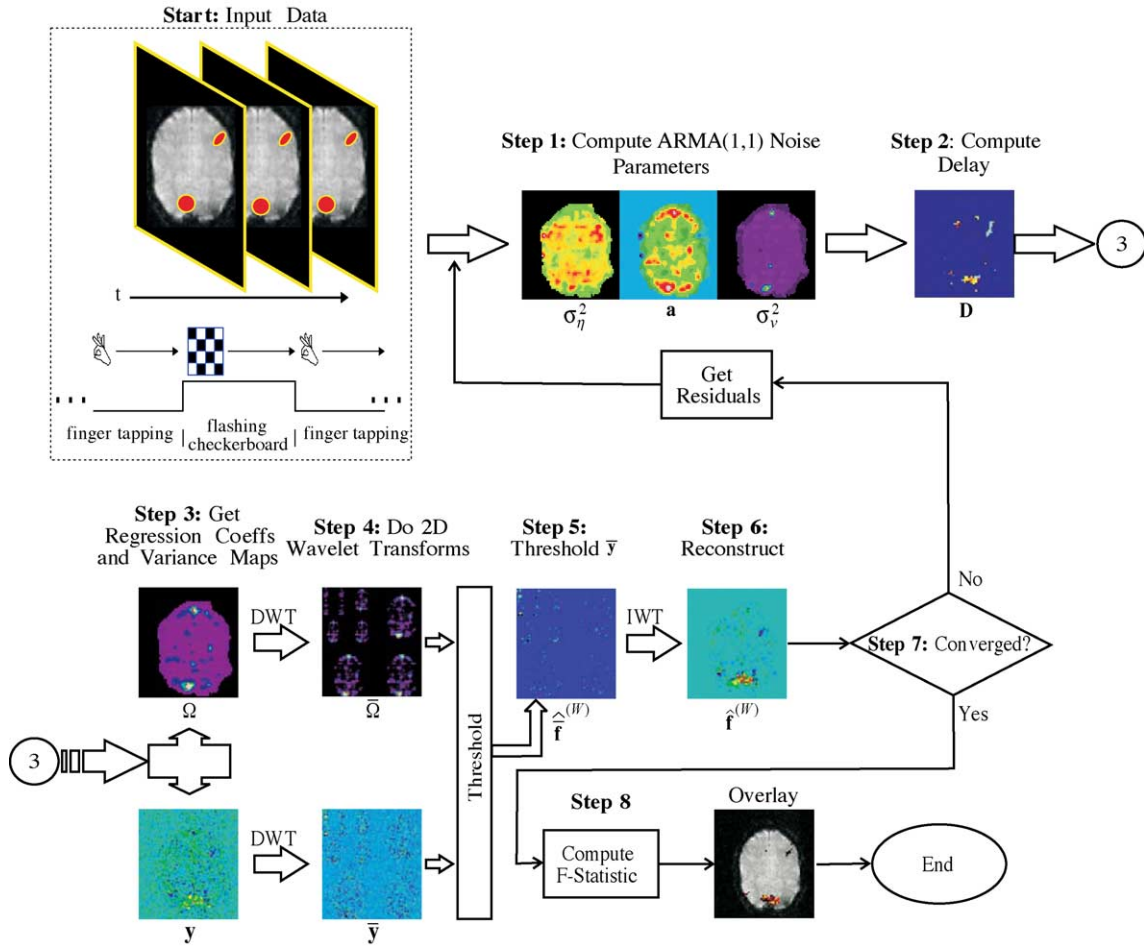 Start: Input Data
t
finger tapping
flashing
checkerboard
finger tapping
Step 1: Compute ARMA(1,1) Noise
Parameters
σ²_η
a
σ²_ν
Step 2: Compute
Delay
D
3
Get
Residuals
Step 3: Get
Regression Coeffs
and Variance Maps
Step 4: Do 2D
Wavelet Transforms
Step 5:
Threshold y̅
Step 6:
Reconstruct
DWT
Ω
Ω̅
3
DWT
y
y̅
Threshold
f̅̂^(W)
IWT
f̂^(W)
Step 7: Converged?
No
Yes
Step 8
Compute
F-Statistic
Overlay
End